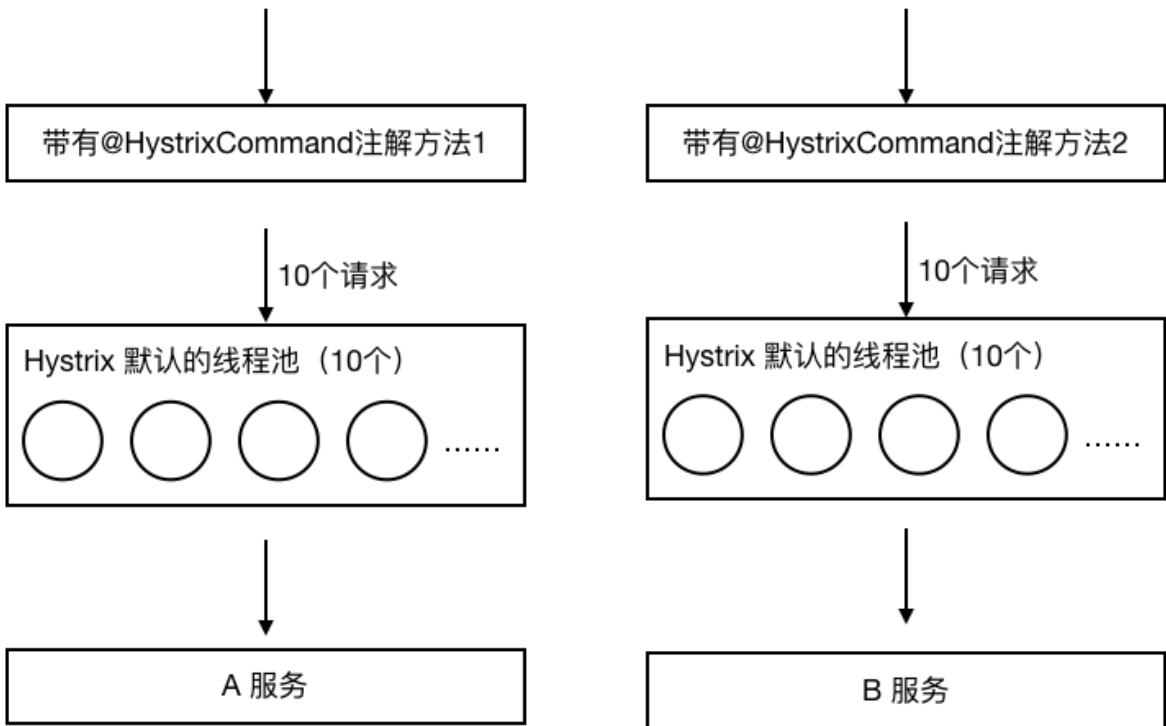 带有@HystrixCommand注解方法1
带有@HystrixCommand注解方法2
10个请求
10个请求
Hystrix 默认的线程池（10个）
......
Hystrix 默认的线程池（10个）
......
A 服务
B 服务